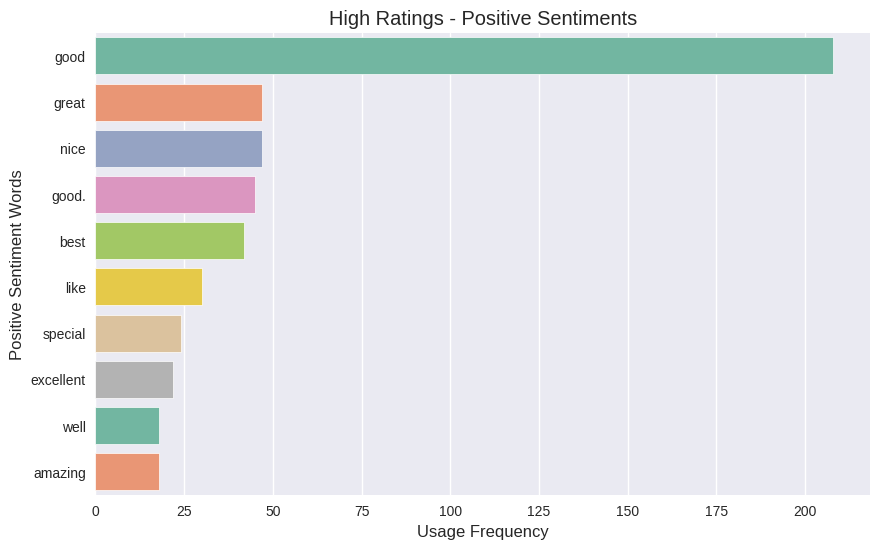 High Ratings - Positive Sentiments
Positive Sentiment Words
good
great
nice
good.
best
like
special
excellent
well
amazing
0 25 50 75 100 125 150 175 200
Usage Frequency